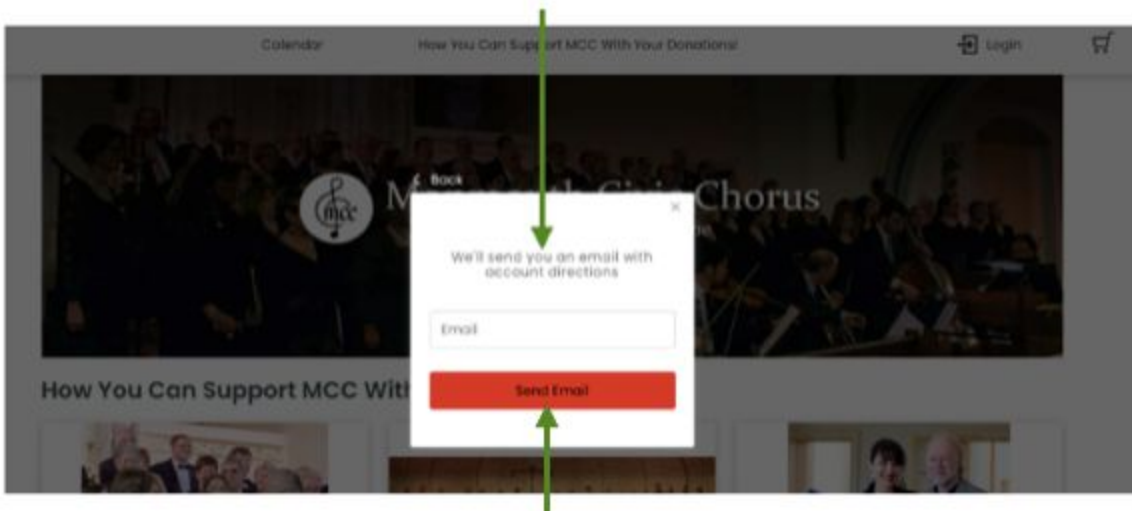 Calendar
How You Can Support MCC With Your Donations!
Login
Back
mcc
Chorus
×
We'll send you an email with
account directions
Email
Send Email
How You Can Support MCC With